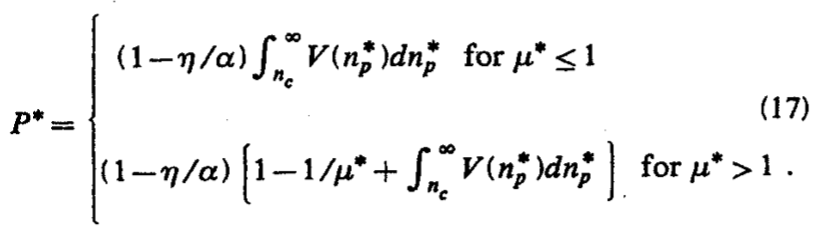 P* = { (1−η/α) ∫_{n_c}^{∞} V(n_p^*) dn_p^* for μ* ≤ 1
(17)
(1−η/α) [1−1/μ* + ∫_{n_c}^{∞} V(n_p^*) dn_p^*] for μ* > 1 .